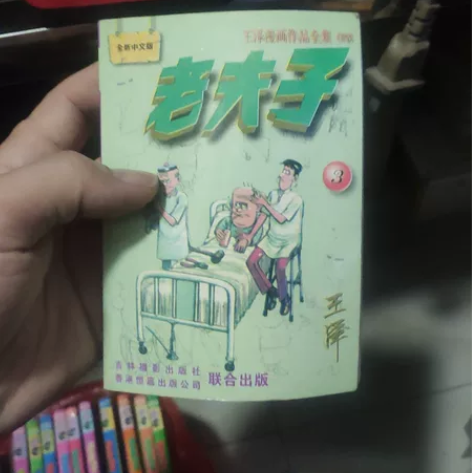 全新中文版
王泽漫画作品全集
老夫子
3
王澤
吉林摄影出版社
香港恒富出版公司
联合出版